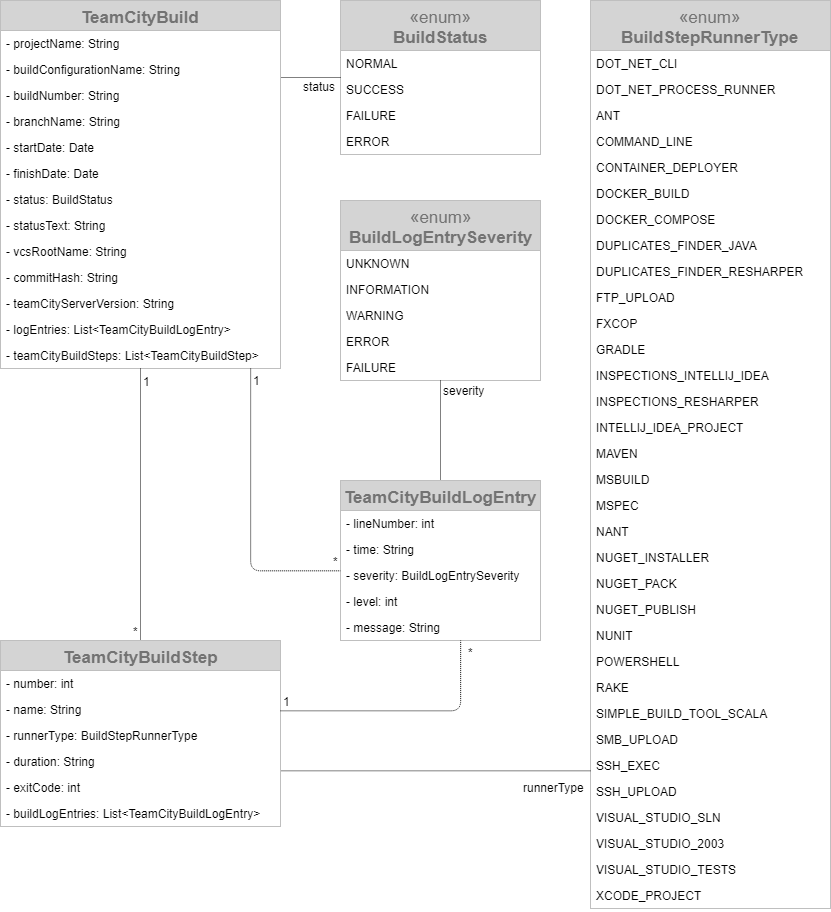 TeamCityBuild
- projectName: String
- buildConfigurationName: String
- buildNumber: String
- branchName: String
- startDate: Date
- finishDate: Date
- status: BuildStatus
- statusText: String
- vcsRootName: String
- commitHash: String
- teamCityServerVersion: String
- logEntries: List<TeamCityBuildLogEntry>
- teamCityBuildSteps: List<TeamCityBuildStep>
status
«enum»
BuildStatus
NORMAL
SUCCESS
FAILURE
ERROR
«enum»
BuildLogEntrySeverity
UNKNOWN
INFORMATION
WARNING
ERROR
FAILURE
severity
1
1
*
*
TeamCityBuildLogEntry
- lineNumber: int
- time: String
- severity: BuildLogEntrySeverity
- level: int
- message: String
*
1
TeamCityBuildStep
- number: int
- name: String
- runnerType: BuildStepRunnerType
- duration: String
- exitCode: int
- buildLogEntries: List<TeamCityBuildLogEntry>
runnerType
«enum»
BuildStepRunnerType
DOT_NET_CLI
DOT_NET_PROCESS_RUNNER
ANT
COMMAND_LINE
CONTAINER_DEPLOYER
DOCKER_BUILD
DOCKER_COMPOSE
DUPLICATES_FINDER_JAVA
DUPLICATES_FINDER_RESHARPER
FTP_UPLOAD
FXCOP
GRADLE
INSPECTIONS_INTELLIJ_IDEA
INSPECTIONS_RESHARPER
INTELLIJ_IDEA_PROJECT
MAVEN
MSBUILD
MSPEC
NANT
NUGET_INSTALLER
NUGET_PACK
NUGET_PUBLISH
NUNIT
POWERSHELL
RAKE
SIMPLE_BUILD_TOOL_SCALA
SMB_UPLOAD
SSH_EXEC
SSH_UPLOAD
VISUAL_STUDIO_SLN
VISUAL_STUDIO_2003
VISUAL_STUDIO_TESTS
XCODE_PROJECT